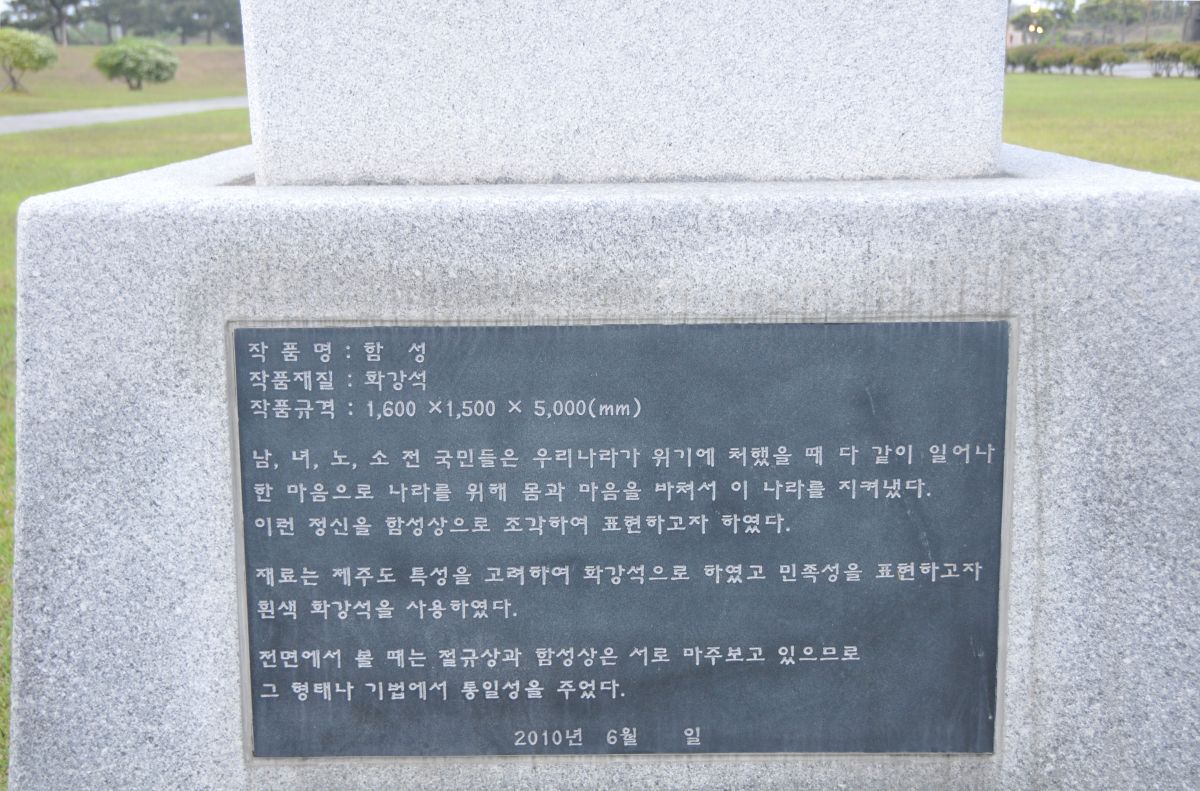 작 품 명 : 함 성
작품재질 : 화강석
작품규격 : 1,600 ×1,500 × 5,000(mm)
남, 녀, 노, 소 전 국민들은 우리나라가 위기에 처했을 때 다 같이 일어나
한 마음으로 나라를 위해 몸과 마음을 바쳐서 이 나라를 지켜냈다.
이런 정신을 함성상으로 조각하여 표현하고자 하였다.
재료는 제주도 특성을 고려하여 화강석으로 하였고 민족성을 표현하고자
흰색 화강석을 사용하였다.
전면에서 볼 때는 절규상과 함성상은 서로 마주보고 있으므로
그 형태나 기법에서 통일성을 주었다.
2010년 6월 일